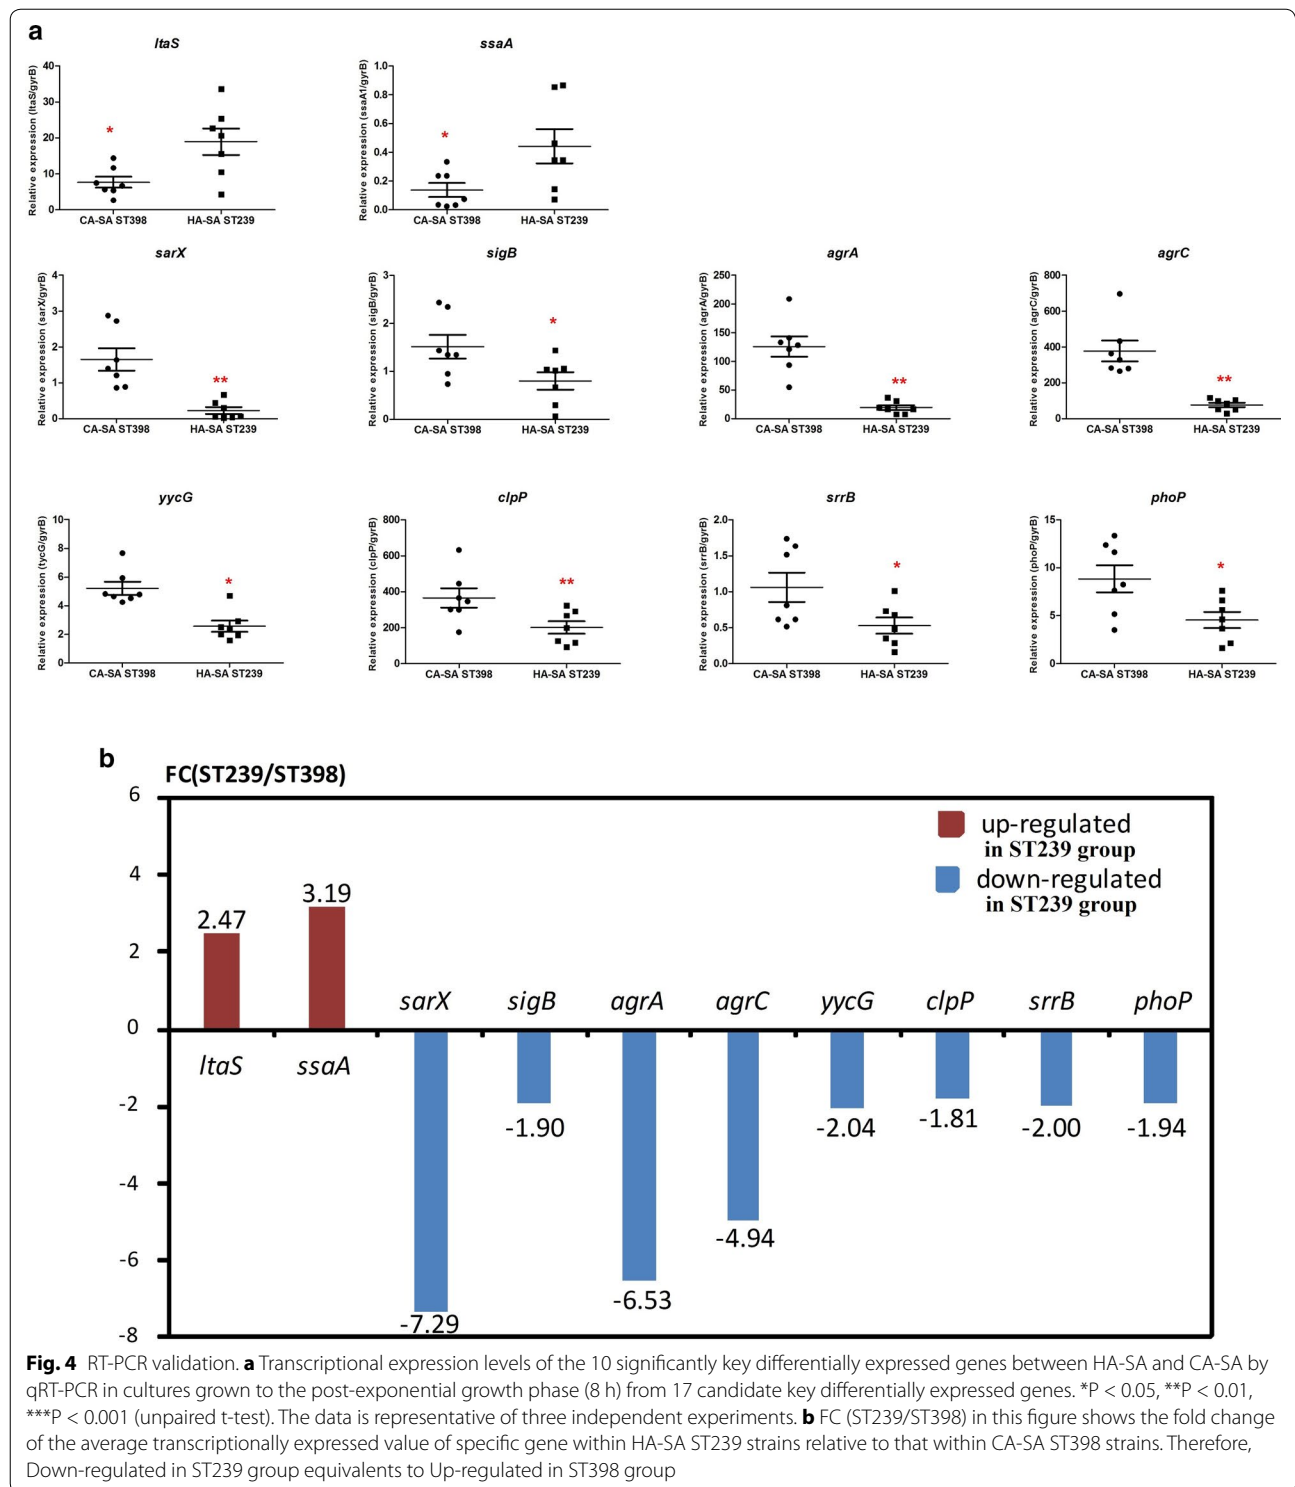 a
ltaS
Relative expression (ltaS/gyrB)
40
30
20
10
0
*
CA-SA ST398 HA-SA ST239
ssaA
Relative expression (ssaA1/gyrB)
1.0
0.8
0.6
0.4
0.2
0.0
*
CA-SA ST398 HA-SA ST239
sarX
Relative expression (sarX/gyrB)
4
3
2
1
0
**
CA-SA ST398 HA-SA ST239
sigB
Relative expression (sigB/gyrB)
3
2
1
0
*
CA-SA ST398 HA-SA ST239
agrA
Relative expression (agrA/gyrB)
250
200
150
100
50
0
**
CA-SA ST398 HA-SA ST239
agrC
Relative expression (agrC/gyrB)
800
600
400
200
0
**
CA-SA ST398 HA-SA ST239
yycG
Relative expression (tycG/gyrB)
10
8
6
4
2
0
*
CA-SA ST398 HA-SA ST239
clpP
Relative expression (clpP/gyrB)
800
600
400
200
0
**
CA-SA ST398 HA-SA ST239
srrB
Relative expression (srrB/gyrB)
2.0
1.5
1.0
0.5
0.0
*
CA-SA ST398 HA-SA ST239
phoP
Relative expression (phoP/gyrB)
15
10
5
0
*
CA-SA ST398 HA-SA ST239
b
FC(ST239/ST398)
6
4
2
0
-2
-4
-6
-8
up-regulated
in ST239 group
down-regulated
in ST239 group
2.47 3.19
sarX sigB agrA agrC yycG clpP srrB phoP
ltaS ssaA
-7.29 -1.90 -6.53 -4.94 -2.04 -1.81 -2.00 -1.94
Fig. 4 RT-PCR validation. a Transcriptional expression levels of the 10 significantly key differentially expressed genes between HA-SA and CA-SA by
qRT-PCR in cultures grown to the post-exponential growth phase (8 h) from 17 candidate key differentially expressed genes. *P < 0.05, **P < 0.01,
***P < 0.001 (unpaired t-test). The data is representative of three independent experiments. b FC (ST239/ST398) in this figure shows the fold change
of the average transcriptionally expressed value of specific gene within HA-SA ST239 strains relative to that within CA-SA ST398 strains. Therefore,
Down-regulated in ST239 group equivalents to Up-regulated in ST398 group